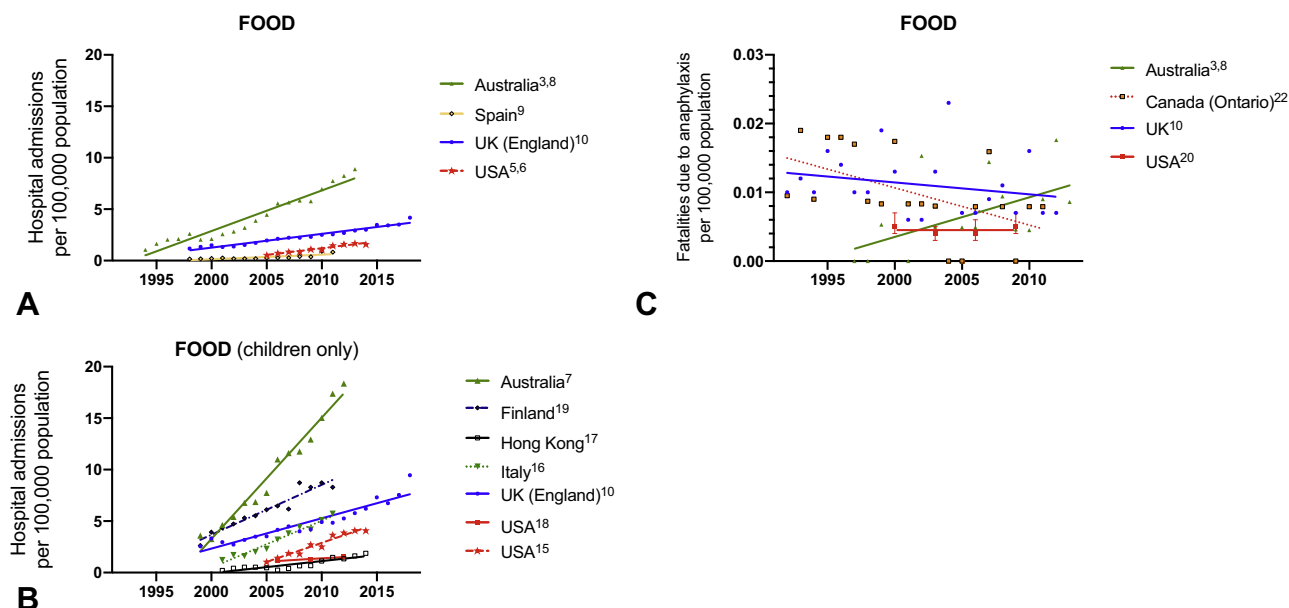 FOOD
Hospital admissions
per 100,000 population
20
15
10
5
0
1995 2000 2005 2010 2015
Australia3,8
Spain9
UK (England)10
USA5,6
A
FOOD
Fatalities due to anaphylaxis
per 100,000 population
0.03
0.02
0.01
0.00
1995 2000 2005 2010
Australia3,8
Canada (Ontario)22
UK10
USA20
C
FOOD (children only)
Hospital admissions
per 100,000 population
20
15
10
5
0
1995 2000 2005 2010 2015
Australia7
Finland19
Hong Kong17
Italy16
UK (England)10
USA18
USA15
B